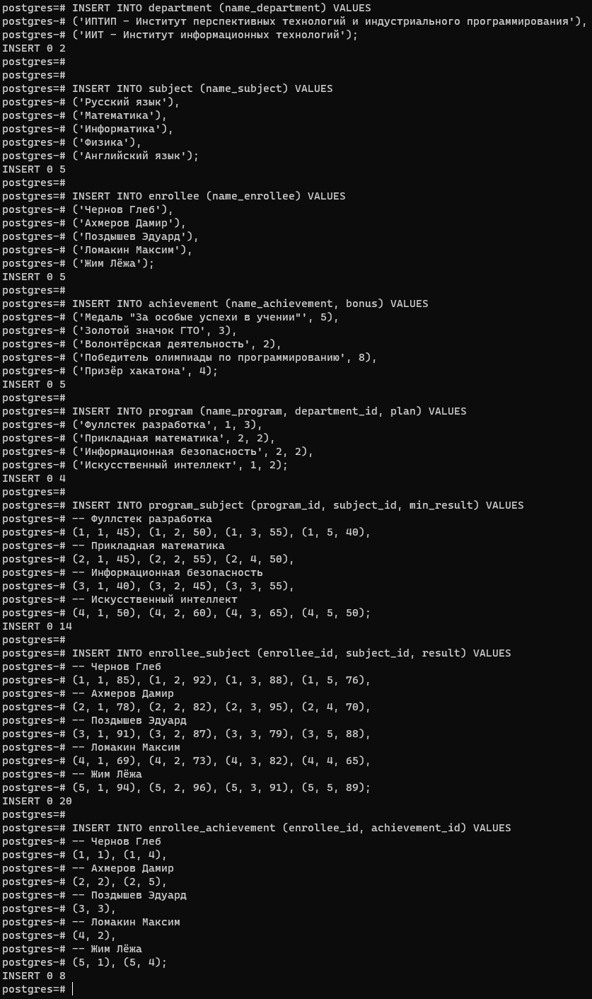 postgres=# INSERT INTO department (name_department) VALUES
postgres-# ('ИПТИП - Институт перспективных технологий и индустриального программирования'),
postgres-# ('ИИТ - Институт информационных технологий');
INSERT 0 2
postgres=#
postgres=#
postgres=# INSERT INTO subject (name_subject) VALUES
postgres-# ('Русский язык'),
postgres-# ('Математика'),
postgres-# ('Информатика'),
postgres-# ('Физика'),
postgres-# ('Английский язык');
INSERT 0 5
postgres=#
postgres=# INSERT INTO enrollee (name_enrollee) VALUES
postgres-# ('Чернов Глеб'),
postgres-# ('Ахмеров Дамир'),
postgres-# ('Поздышев Эдуард'),
postgres-# ('Ломакин Максим'),
postgres-# ('Жим Лёжа');
INSERT 0 5
postgres=#
postgres=# INSERT INTO achievement (name_achievement, bonus) VALUES
postgres-# ('Медаль "За особые успехи в учении"', 5),
postgres-# ('Золотой значок ГТО', 3),
postgres-# ('Волонтёрская деятельность', 2),
postgres-# ('Победитель олимпиады по программированию', 8),
postgres-# ('Призёр хакатона', 4);
INSERT 0 5
postgres=#
postgres=# INSERT INTO program (name_program, department_id, plan) VALUES
postgres-# ('Фуллстек разработка', 1, 3),
postgres-# ('Прикладная математика', 2, 2),
postgres-# ('Информационная безопасность', 2, 2),
postgres-# ('Искусственный интеллект', 1, 2);
INSERT 0 4
postgres=#
postgres=# INSERT INTO program_subject (program_id, subject_id, min_result) VALUES
postgres-# -- Фуллстек разработка
postgres-# (1, 1, 45), (1, 2, 50), (1, 3, 55), (1, 5, 40),
postgres-# -- Прикладная математика
postgres-# (2, 1, 45), (2, 2, 55), (2, 4, 50),
postgres-# -- Информационная безопасность
postgres-# (3, 1, 40), (3, 2, 45), (3, 3, 55),
postgres-# -- Искусственный интеллект
postgres-# (4, 1, 50), (4, 2, 60), (4, 3, 65), (4, 5, 50);
INSERT 0 14
postgres=#
postgres=# INSERT INTO enrollee_subject (enrollee_id, subject_id, result) VALUES
postgres-# -- Чернов Глеб
postgres-# (1, 1, 85), (1, 2, 92), (1, 3, 88), (1, 5, 76),
postgres-# -- Ахмеров Дамир
postgres-# (2, 1, 78), (2, 2, 82), (2, 3, 95), (2, 4, 70),
postgres-# -- Поздышев Эдуард
postgres-# (3, 1, 91), (3, 2, 87), (3, 3, 79), (3, 5, 88),
postgres-# -- Ломакин Максим
postgres-# (4, 1, 69), (4, 2, 73), (4, 3, 82), (4, 4, 65),
postgres-# -- Жим Лёжа
postgres-# (5, 1, 94), (5, 2, 96), (5, 3, 91), (5, 5, 89);
INSERT 0 20
postgres=#
postgres=# INSERT INTO enrollee_achievement (enrollee_id, achievement_id) VALUES
postgres-# -- Чернов Глеб
postgres-# (1, 1), (1, 4),
postgres-# -- Ахмеров Дамир
postgres-# (2, 2), (2, 5),
postgres-# -- Поздышев Эдуард
postgres-# (3, 3),
postgres-# -- Ломакин Максим
postgres-# (4, 2),
postgres-# -- Жим Лёжа
postgres-# (5, 1), (5, 4);
INSERT 0 8
postgres=#